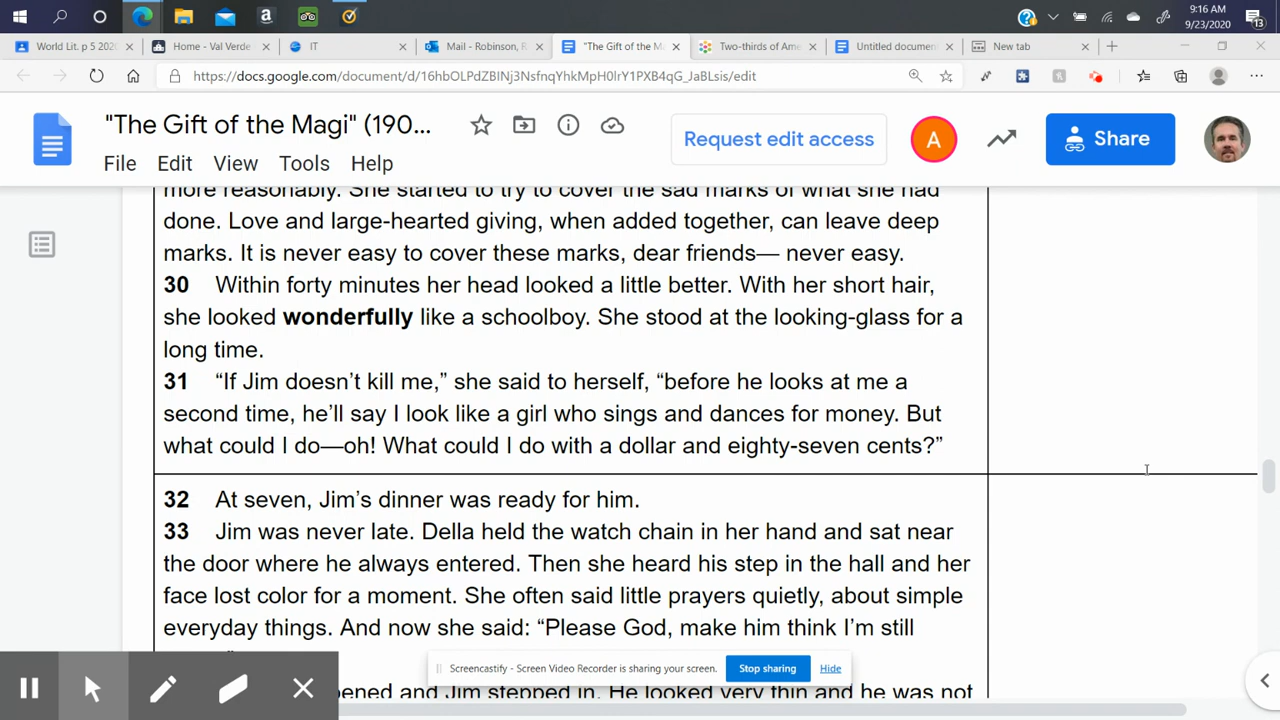 9:16 AM
9/23/2020
13
World Lit. p 5 2020
Home - Val Verde
IT
Mail - Robinson, R
"The Gift of the M
Two-thirds of Ame
Untitled documen
New tab
https://docs.google.com/document/d/16hbOLPdZBINj3NsfnqYhkMpH0lrY1PXB4qG_JaBLsis/edit
"The Gift of the Magi" (190...
Request edit access
A
Share
File Edit View Tools Help
more reasonably. She started to try to cover the sad marks of what she had
done. Love and large-hearted giving, when added together, can leave deep
marks. It is never easy to cover these marks, dear friends— never easy.
30 Within forty minutes her head looked a little better. With her short hair,
she looked wonderfully like a schoolboy. She stood at the looking-glass for a
long time.
31 “If Jim doesn’t kill me,” she said to herself, “before he looks at me a
second time, he’ll say I look like a girl who sings and dances for money. But
what could I do—oh! What could I do with a dollar and eighty-seven cents?”
32 At seven, Jim’s dinner was ready for him.
33 Jim was never late. Della held the watch chain in her hand and sat near
the door where he always entered. Then she heard his step in the hall and her
face lost color for a moment. She often said little prayers quietly, about simple
everyday things. And now she said: “Please God, make him think I’m still
Screencastify - Screen Video Recorder is sharing your screen.
Stop sharing
Hide
and Jim stepped in. He looked very thin and he was not